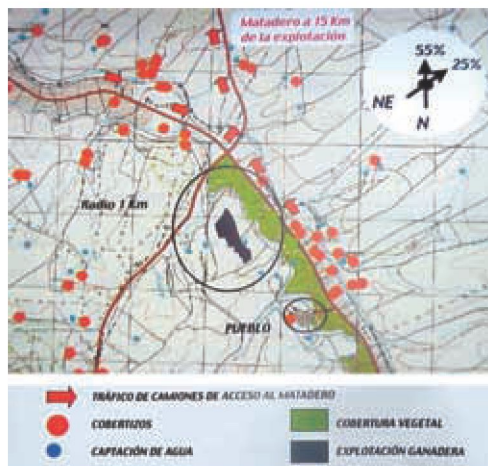 Matadero a 15 Km
de la explotación
55%
25%
NE
N
Radio 1 Km
PUEBLO
TRÁFICO DE CAMIONES DE ACCESO AL MATADERO
COBERTIZOS
COBERTURA VEGETAL
CAPTACIÓN DE AGUA
EXPLOTACIÓN GANADERA